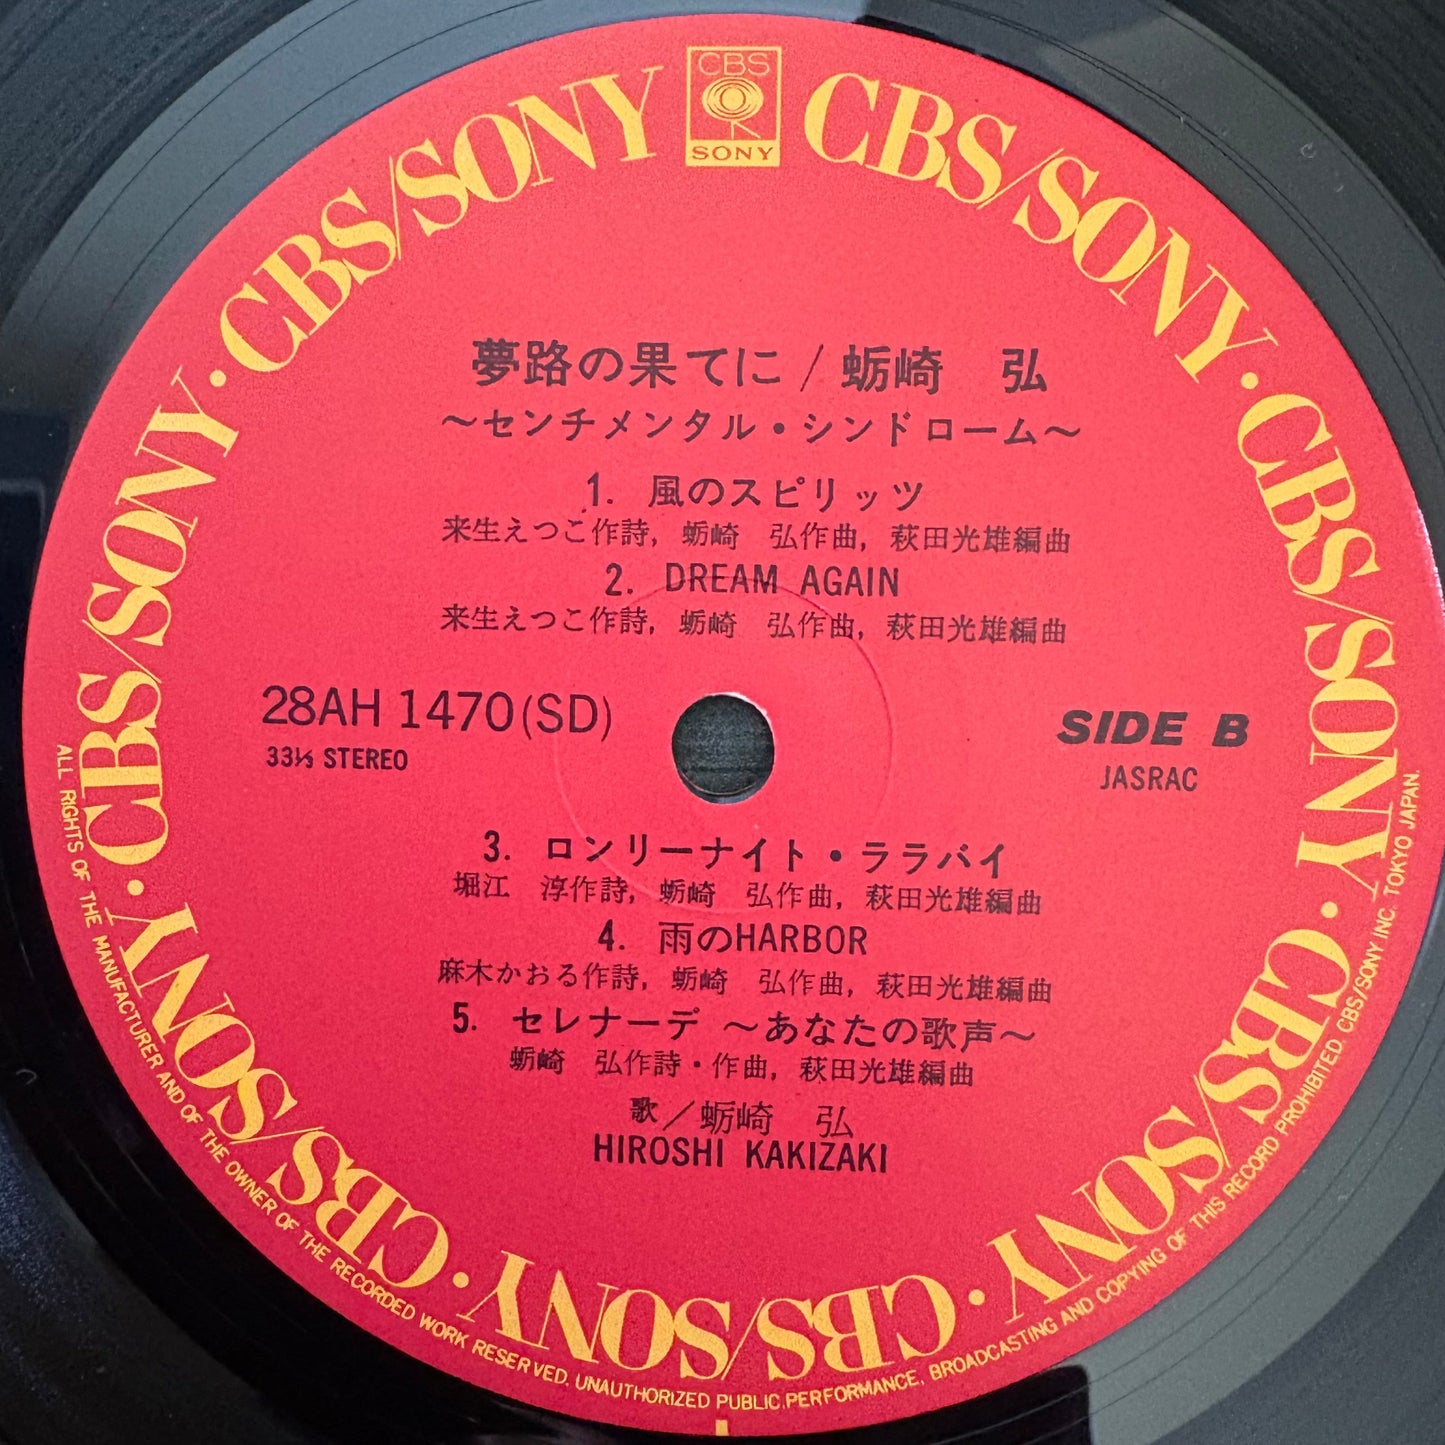 CBS
SONY
CBS/SONY・CBS/SONY・CBS/SONY・CBS/SONY・CBS/SONY・CBS/SONY・CBS/SONY・CBS/SONY・CBS/SONY
夢路の果てに/蛎崎 弘
〜センチメンタル・シンドローム〜
1. 風のスピリッツ
来生えつこ作詩, 蛎崎 弘作曲, 萩田光雄編曲
2. DREAM AGAIN
来生えつこ作詩, 蛎崎 弘作曲, 萩田光雄編曲
28AH 1470(SD)
33⅓ STEREO
SIDE B
JASRAC
3. ロンリーナイト・ララバイ
堀江 淳作詩, 蛎崎 弘作曲, 萩田光雄編曲
4. 雨のHARBOR
麻木かおる作詩, 蛎崎 弘作曲, 萩田光雄編曲
5. セレナーデ 〜あなたの歌声〜
蛎崎 弘作詩・作曲, 萩田光雄編曲
歌/蛎崎 弘
HIROSHI KAKIZAKI
ALL RIGHTS OF THE MANUFACTURER AND OF THE OWNER OF THE RECORDED WORK RESERVED. UNAUTHORIZED PUBLIC PERFORMANCE, BROADCASTING AND COPYING OF THIS RECORD PROHIBITED. CBS/SONY INC. TOKYO JAPAN.